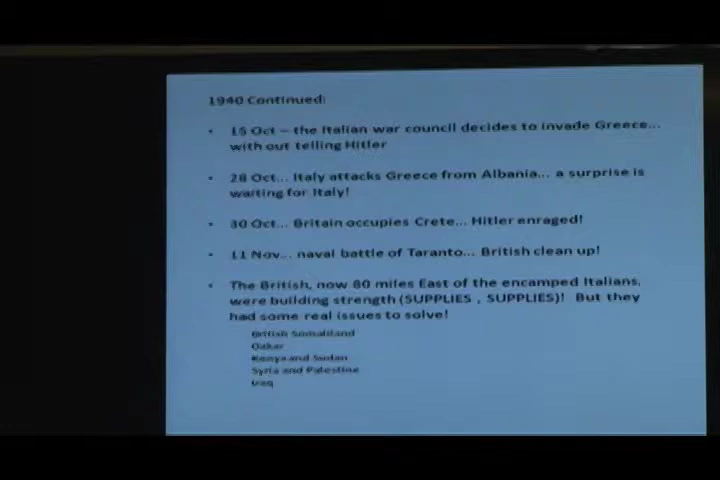 1940 Continued:
• 15 Oct – the Italian war council decides to invade Greece...
with out telling Hitler
• 28 Oct... Italy attacks Greece from Albania... a surprise is
waiting for Italy!
• 30 Oct... Britain occupies Crete... Hitler enraged!
• 11 Nov... naval battle of Taranto... British clean up!
• The British, now 80 miles East of the encamped Italians,
were building strength (SUPPLIES , SUPPLIES)! But they
had some real issues to solve!
British Somaliland
Dakar
Kenya and Sudan
Syria and Palestine
Iraq